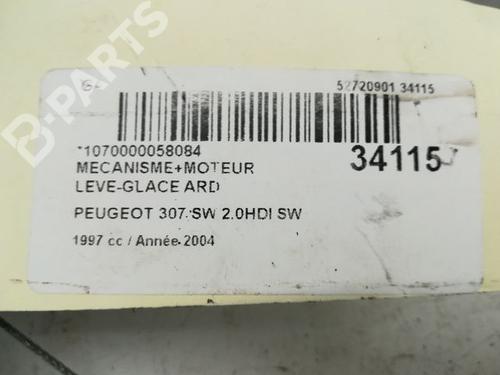 52720901 34115
*1070000058084
34115
MECANISME+MOTEUR
LEVE-GLACE ARD
PEUGEOT 307 SW 2.0HDI SW
1997 cc / Année 2004
B-PARTS